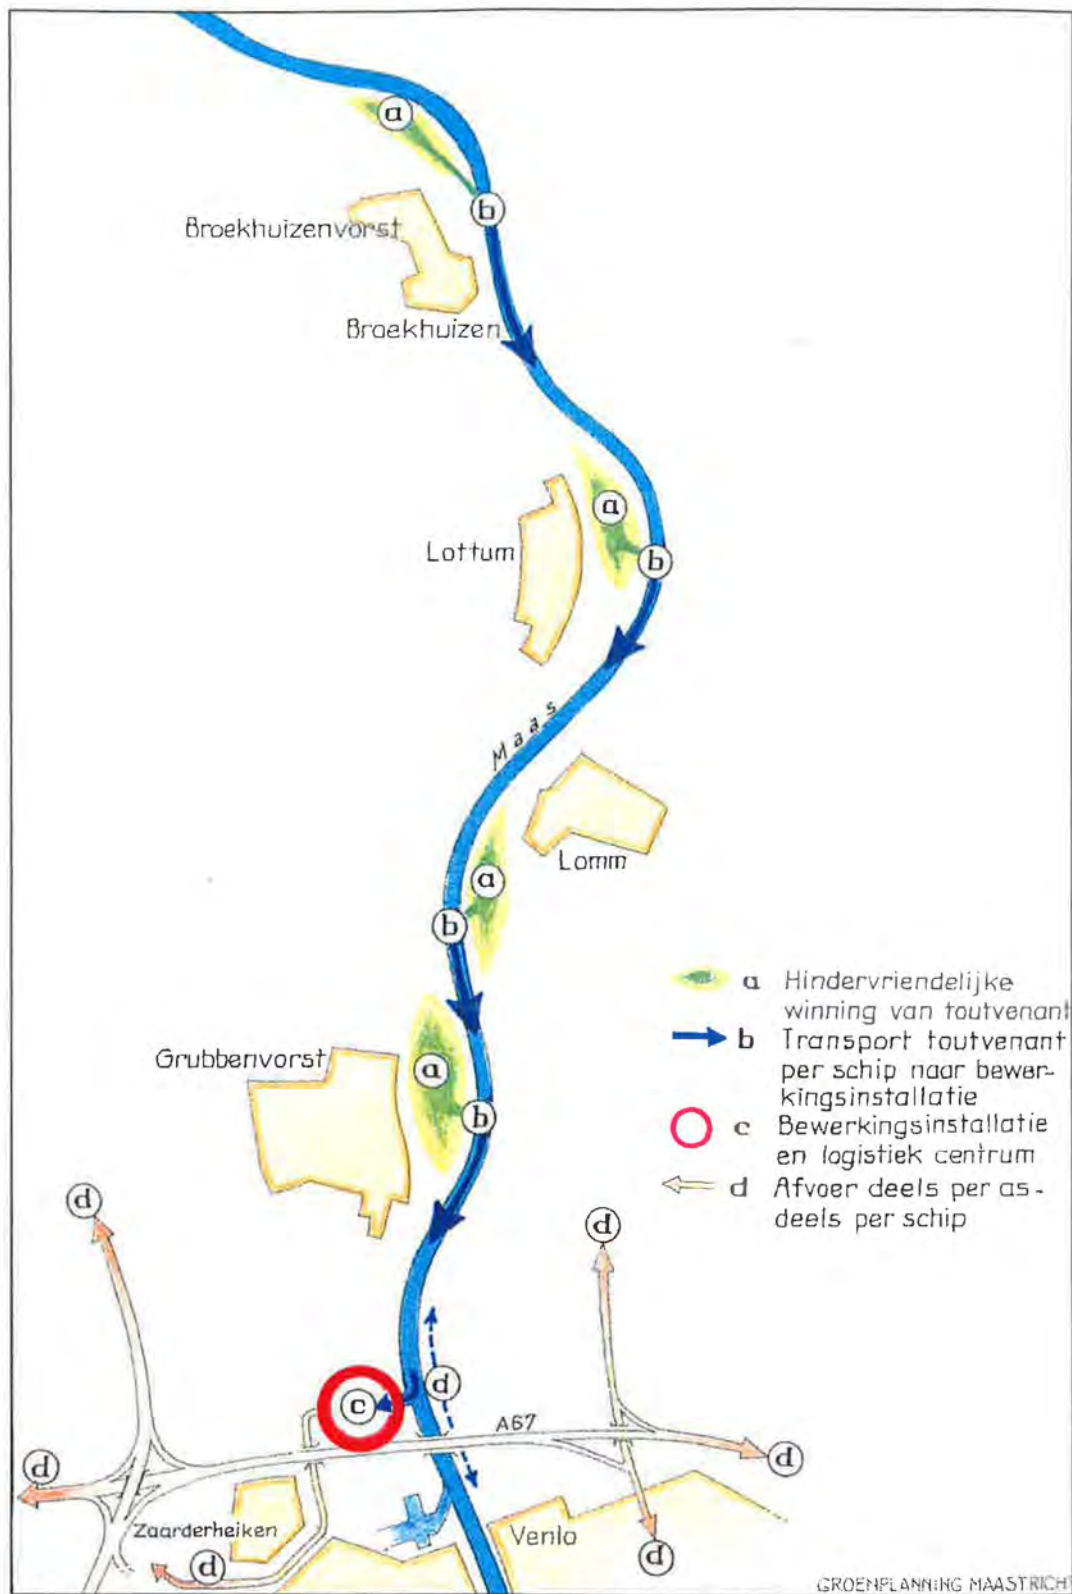 a
b
Broekhuizenvorst
Broekhuizen
a
Lottum
b
Maas
Lomm
a
b
a Hindervriendelijke
winning van toutvenant
b Transport toutvenant
per schip naar bewer-
kingsinstallatie
c Bewerkingsinstallatie
en logistiek centrum
d Afvoer deels per as-
deels per schip
Grubbenvorst
a
b
d
d
c
d
A67
d
d
Zaarderheiken
d
Venlo
d
GROENPLANNING MAASTRICHT